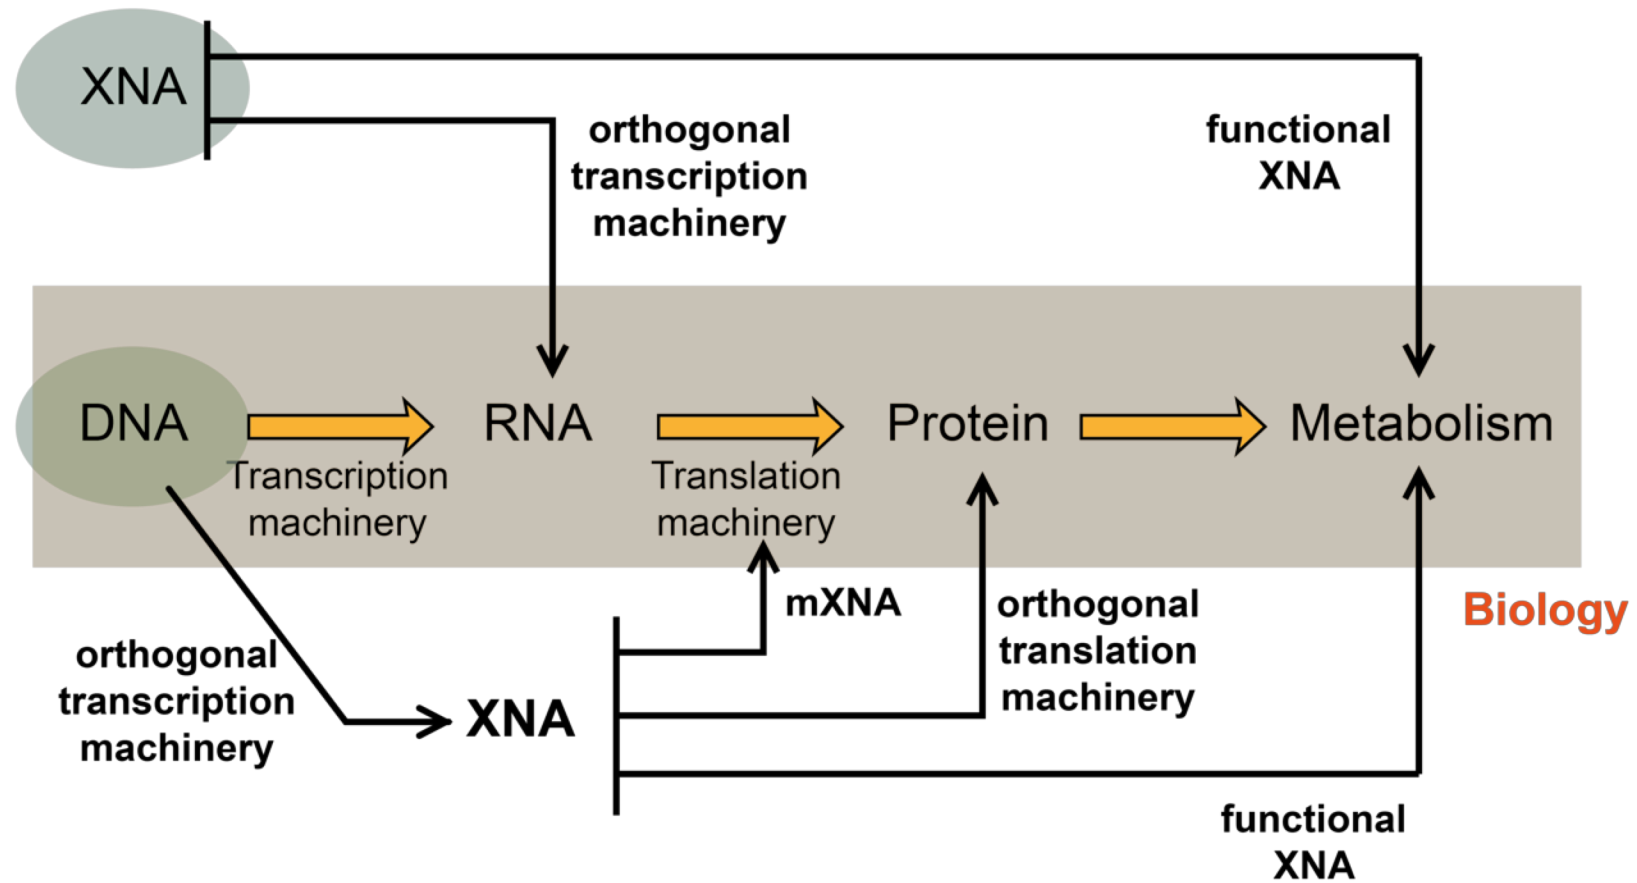 XNA
orthogonal
transcription
machinery
functional
XNA
DNA
RNA
Protein
Metabolism
Transcription
machinery
Translation
machinery
mXNA
orthogonal
translation
machinery
Biology
orthogonal
transcription
machinery
XNA
functional
XNA